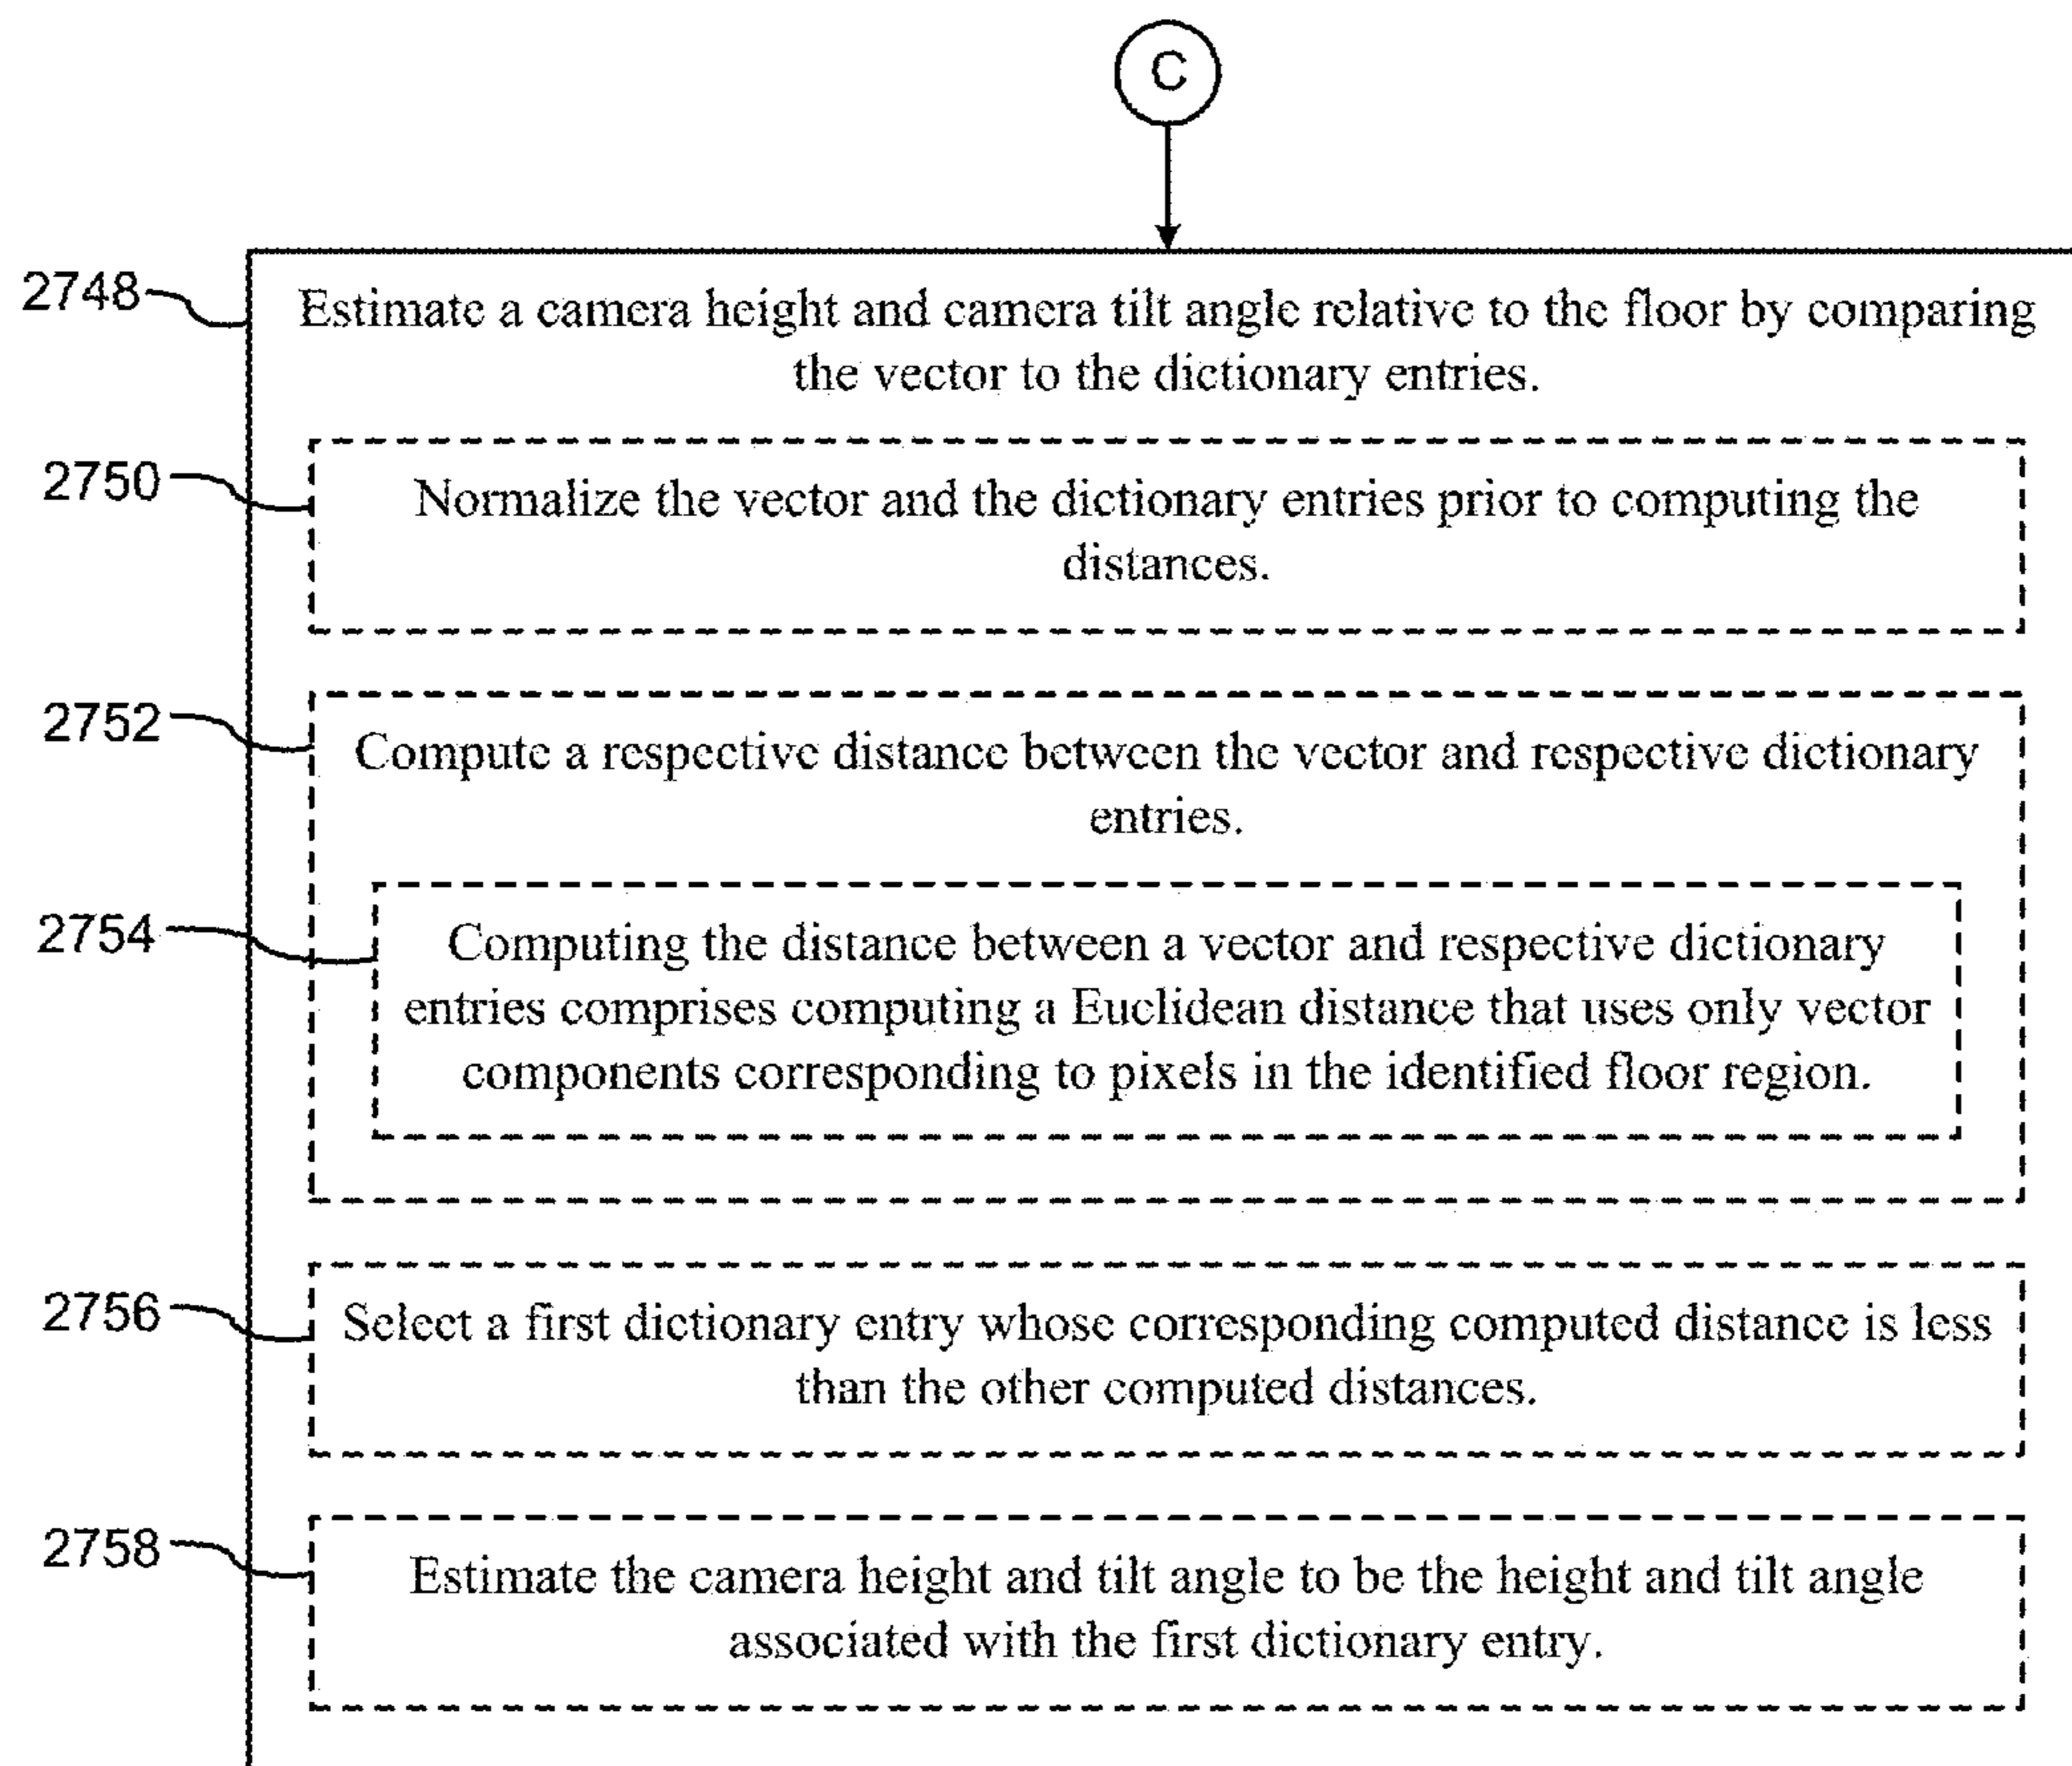 C
2748
Estimate a camera height and camera tilt angle relative to the floor by comparing
the vector to the dictionary entries.
2750
Normalize the vector and the dictionary entries prior to computing the
distances.
2752
Compute a respective distance between the vector and respective dictionary
entries.
2754
Computing the distance between a vector and respective dictionary
entries comprises computing a Euclidean distance that uses only vector
components corresponding to pixels in the identified floor region.
2756
Select a first dictionary entry whose corresponding computed distance is less
than the other computed distances.
2758
Estimate the camera height and tilt angle to be the height and tilt angle
associated with the first dictionary entry.